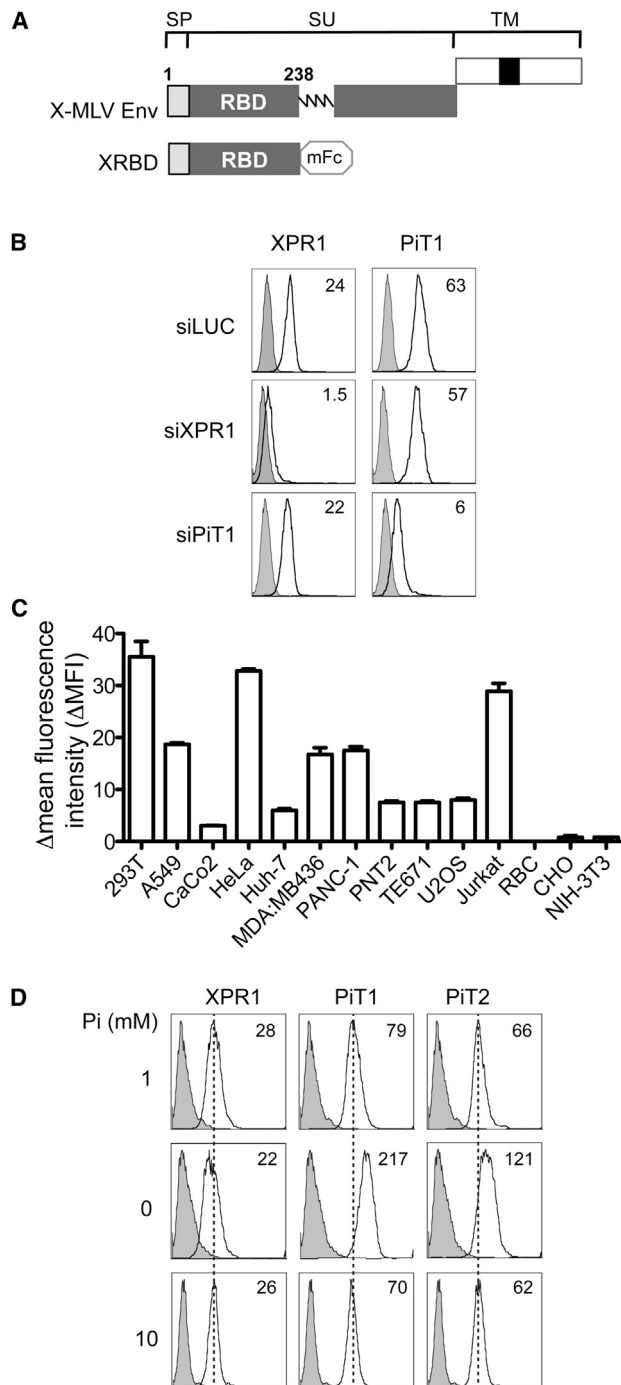 A
SP SU TM
1 238
X-MLV Env RBD
XRBD RBD mFc
B
XPR1 PiT1
siLUC 24 63
siXPR1 1.5 57
siPiT1 22 6
C
Δmean fluorescence
intensity (ΔMFI)
40
30
20
10
0
293T A549 CaCo2 HeLa Huh-7 MDA:MB436 PANC-1 PNT2 TE671 U2OS Jurkat RBC CHO NIH-3T3
D
XPR1 PiT1 PiT2
Pi (mM)
1 28 79 66
0 22 217 121
10 26 70 62